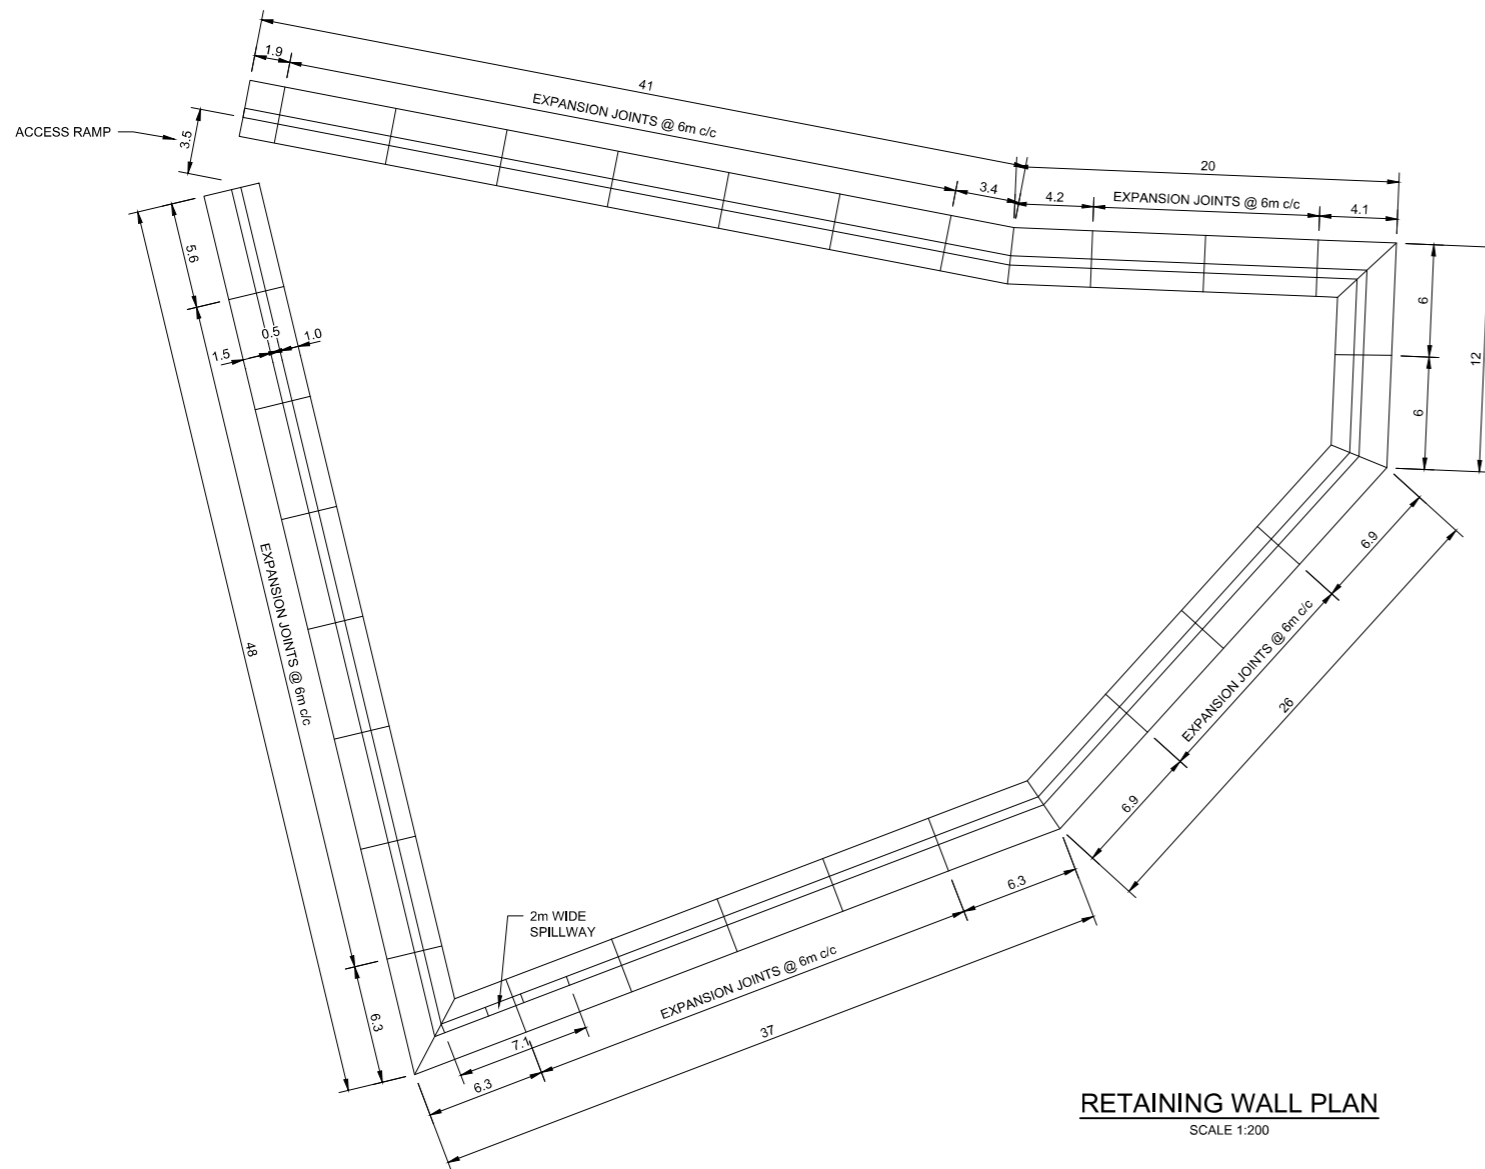 41
1.9
EXPANSION JOINTS @ 6m c/c
3.4
ACCESS RAMP
3.5
20
4.2
EXPANSION JOINTS @ 6m c/c
4.1
5.6
1.5
0.5
1.0
6
12
6
EXPANSION JOINTS @ 6m c/c
48
6.3
6.9
EXPANSION JOINTS @ 6m c/c
26
6.9
2m WIDE
SPILLWAY
6.3
EXPANSION JOINTS @ 6m c/c
37
7.1
6.3
RETAINING WALL PLAN
SCALE 1:200